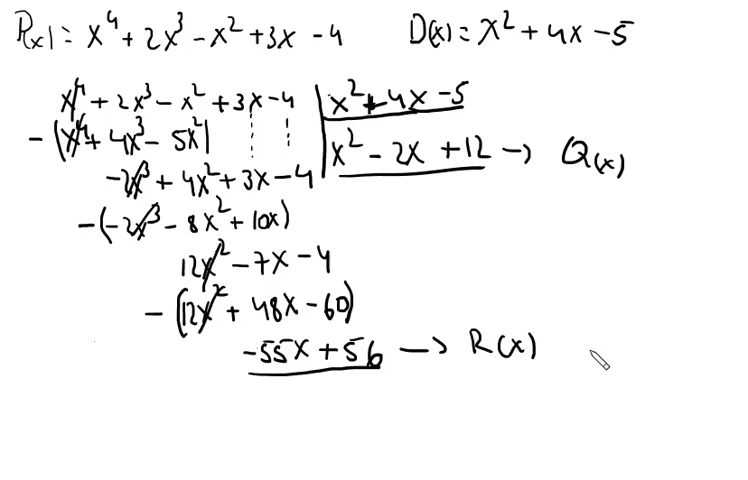 P(x) = x⁴ + 2x³ - x² + 3x - 4 D(x) = x² + 4x - 5
x⁴ + 2x³ - x² + 3x - 4 | x² + 4x - 5
- (x⁴ + 4x³ - 5x²) | x² - 2x + 12 → Q(x)
-2x³ + 4x² + 3x - 4
- (-2x³ - 8x² + 10x)
12x² - 7x - 4
- (12x² + 48x - 60)
-55x + 56 → R(x)